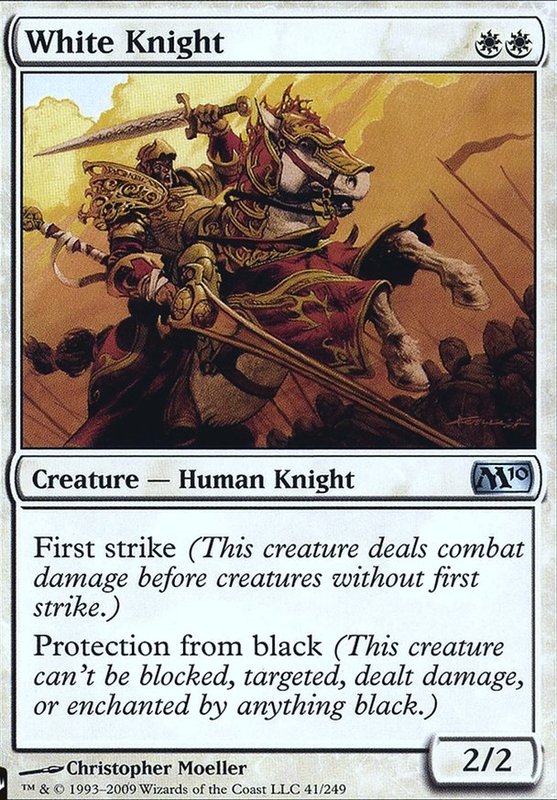 White Knight
Creature — Human Knight
M10
First strike (This creature deals combat
damage before creatures without first
strike.)
Protection from black (This creature
can't be blocked, targeted, dealt damage,
or enchanted by anything black.)
2/2
Christopher Moeller
™ & © 1993–2009 Wizards of the Coast LLC 41/249